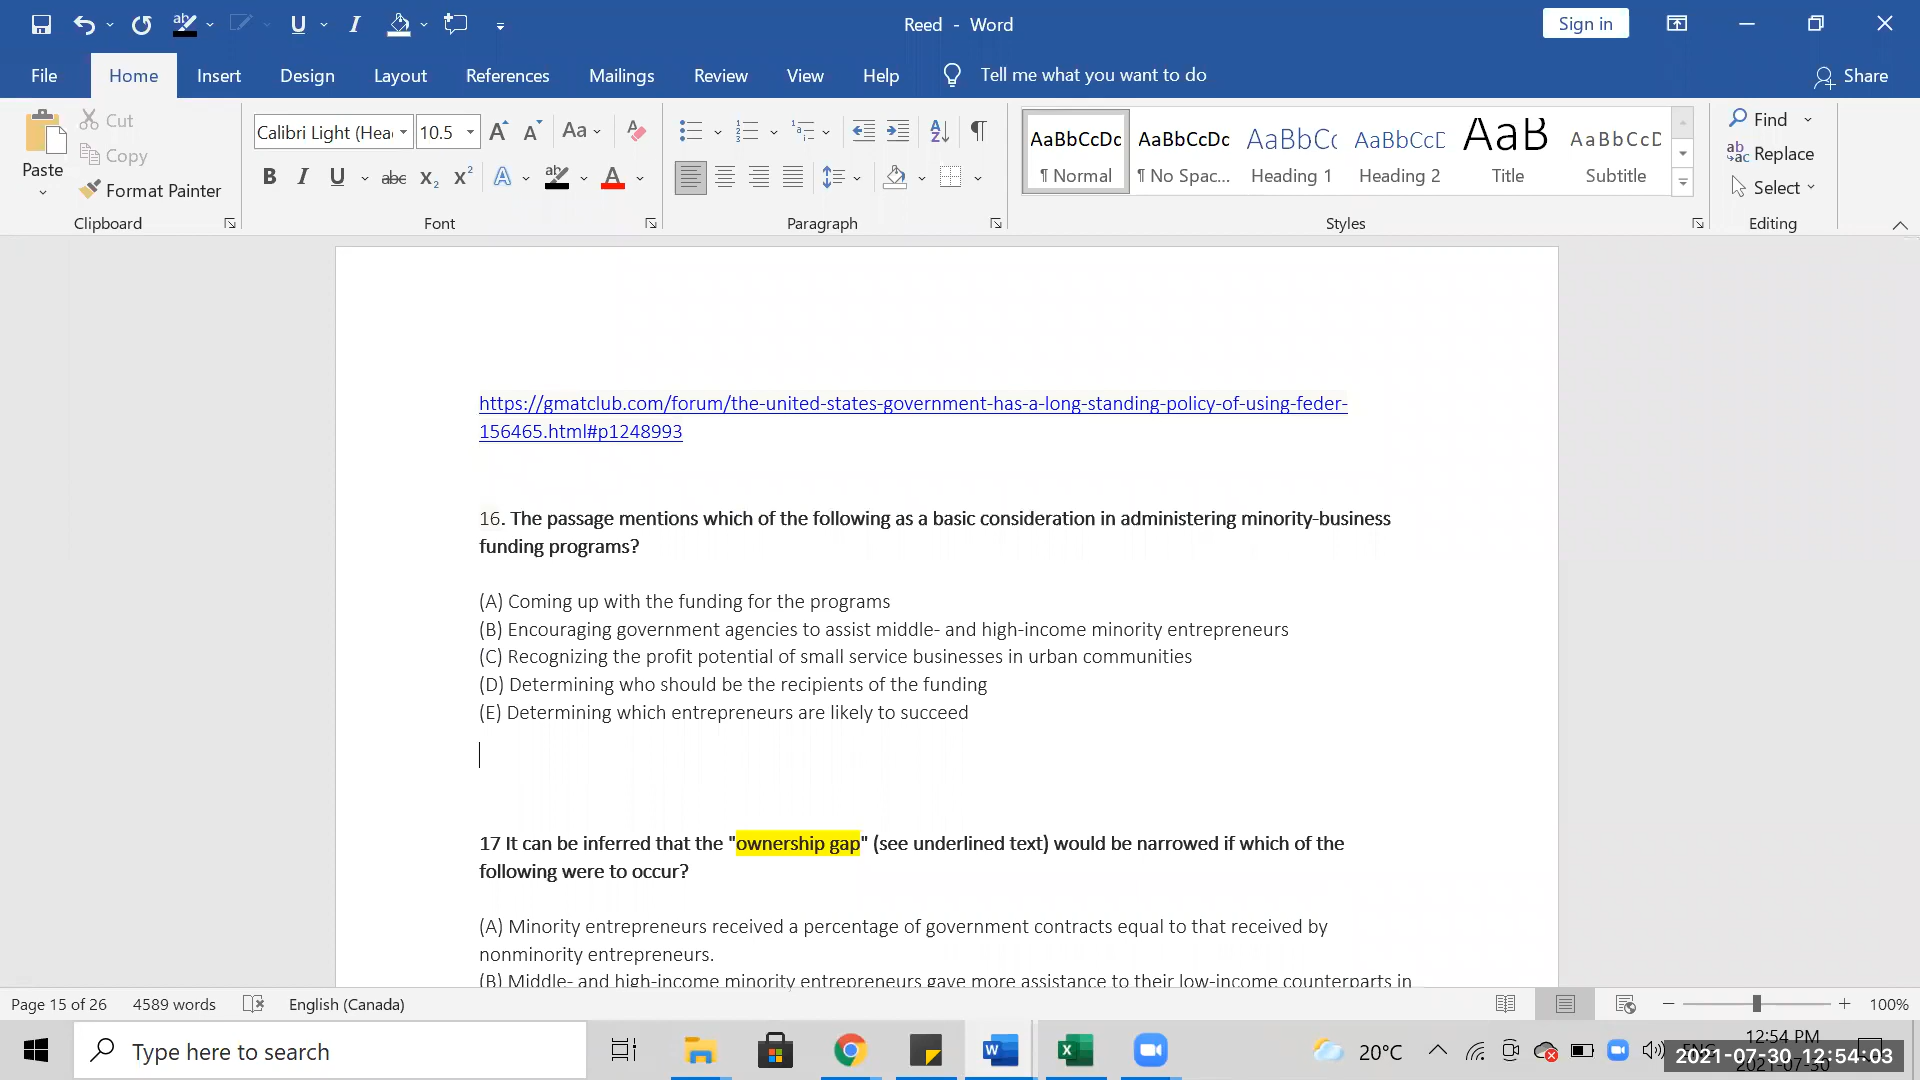 Reed - Word
Sign in
File Home Insert Design Layout References Mailings Review View Help Tell me what you want to do Share
Cut
Copy
Paste
Format Painter
Clipboard
Calibri Light (Hea 10.5
Font
Paragraph
AaBbCcDc AaBbCcDc AaBbCc AaBbCcD AaB AaBbCcD
¶ Normal ¶ No Spac... Heading 1 Heading 2 Title Subtitle
Styles
Find
Replace
Select
Editing
https://gmatclub.com/forum/the-united-states-government-has-a-long-standing-policy-of-using-feder-
156465.html#p1248993
16. The passage mentions which of the following as a basic consideration in administering minority-business
funding programs?
(A) Coming up with the funding for the programs
(B) Encouraging government agencies to assist middle- and high-income minority entrepreneurs
(C) Recognizing the profit potential of small service businesses in urban communities
(D) Determining who should be the recipients of the funding
(E) Determining which entrepreneurs are likely to succeed
17 It can be inferred that the "ownership gap" (see underlined text) would be narrowed if which of the
following were to occur?
(A) Minority entrepreneurs received a percentage of government contracts equal to that received by
nonminority entrepreneurs.
(B) Middle- and high-income minority entrepreneurs gave more assistance to their low-income counterparts in
Page 15 of 26 4589 words English (Canada) 100%
Type here to search
20°C
12:54 PM
2021-07-30 12:54:03